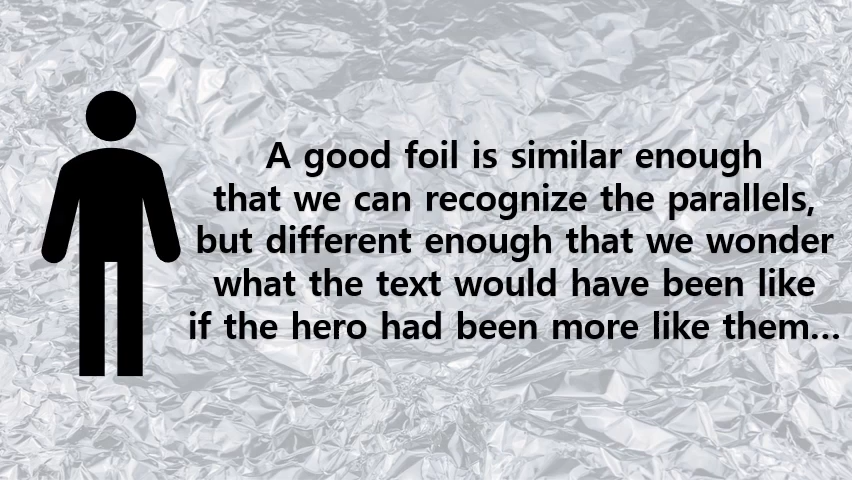 A good foil is similar enough
that we can recognize the parallels,
but different enough that we wonder
what the text would have been like
if the hero had been more like them...